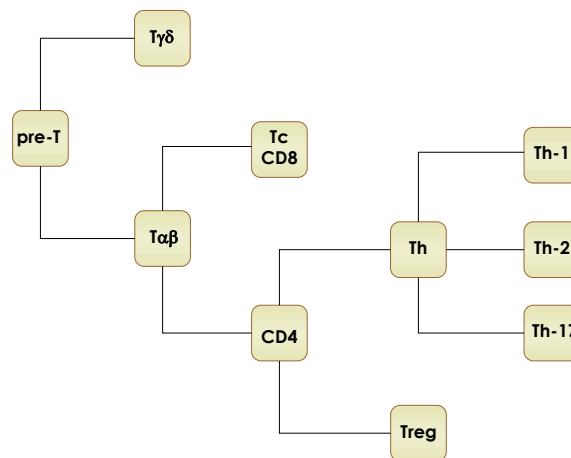 Tγδ
pre-T
Tc
CD8
Th-1
Tαβ
Th
Th-2
CD4
Th-17
Treg